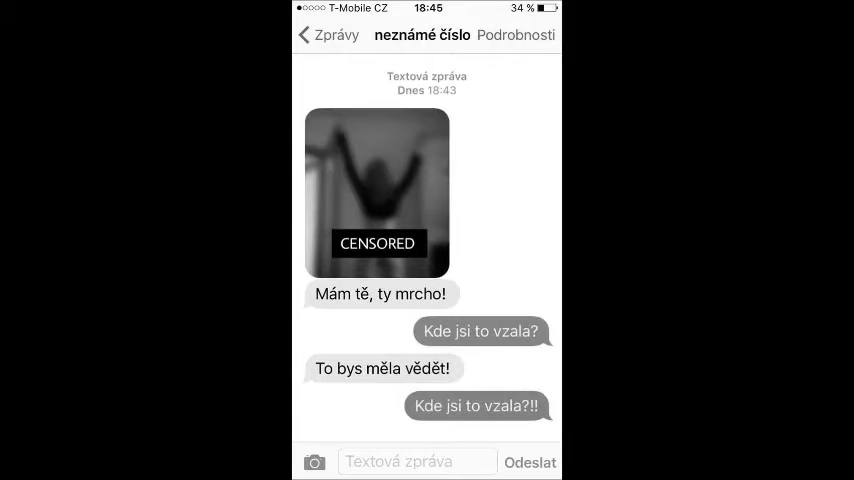 T-Mobile CZ 18:45 34 %
Zprávy neznámé číslo Podrobnosti
Textová zpráva
Dnes 18:43
CENSORED
Mám tě, ty mrcho!
Kde jsi to vzala?
To bys měla vědět!
Kde jsi to vzala?!!
Textová zpráva Odeslat